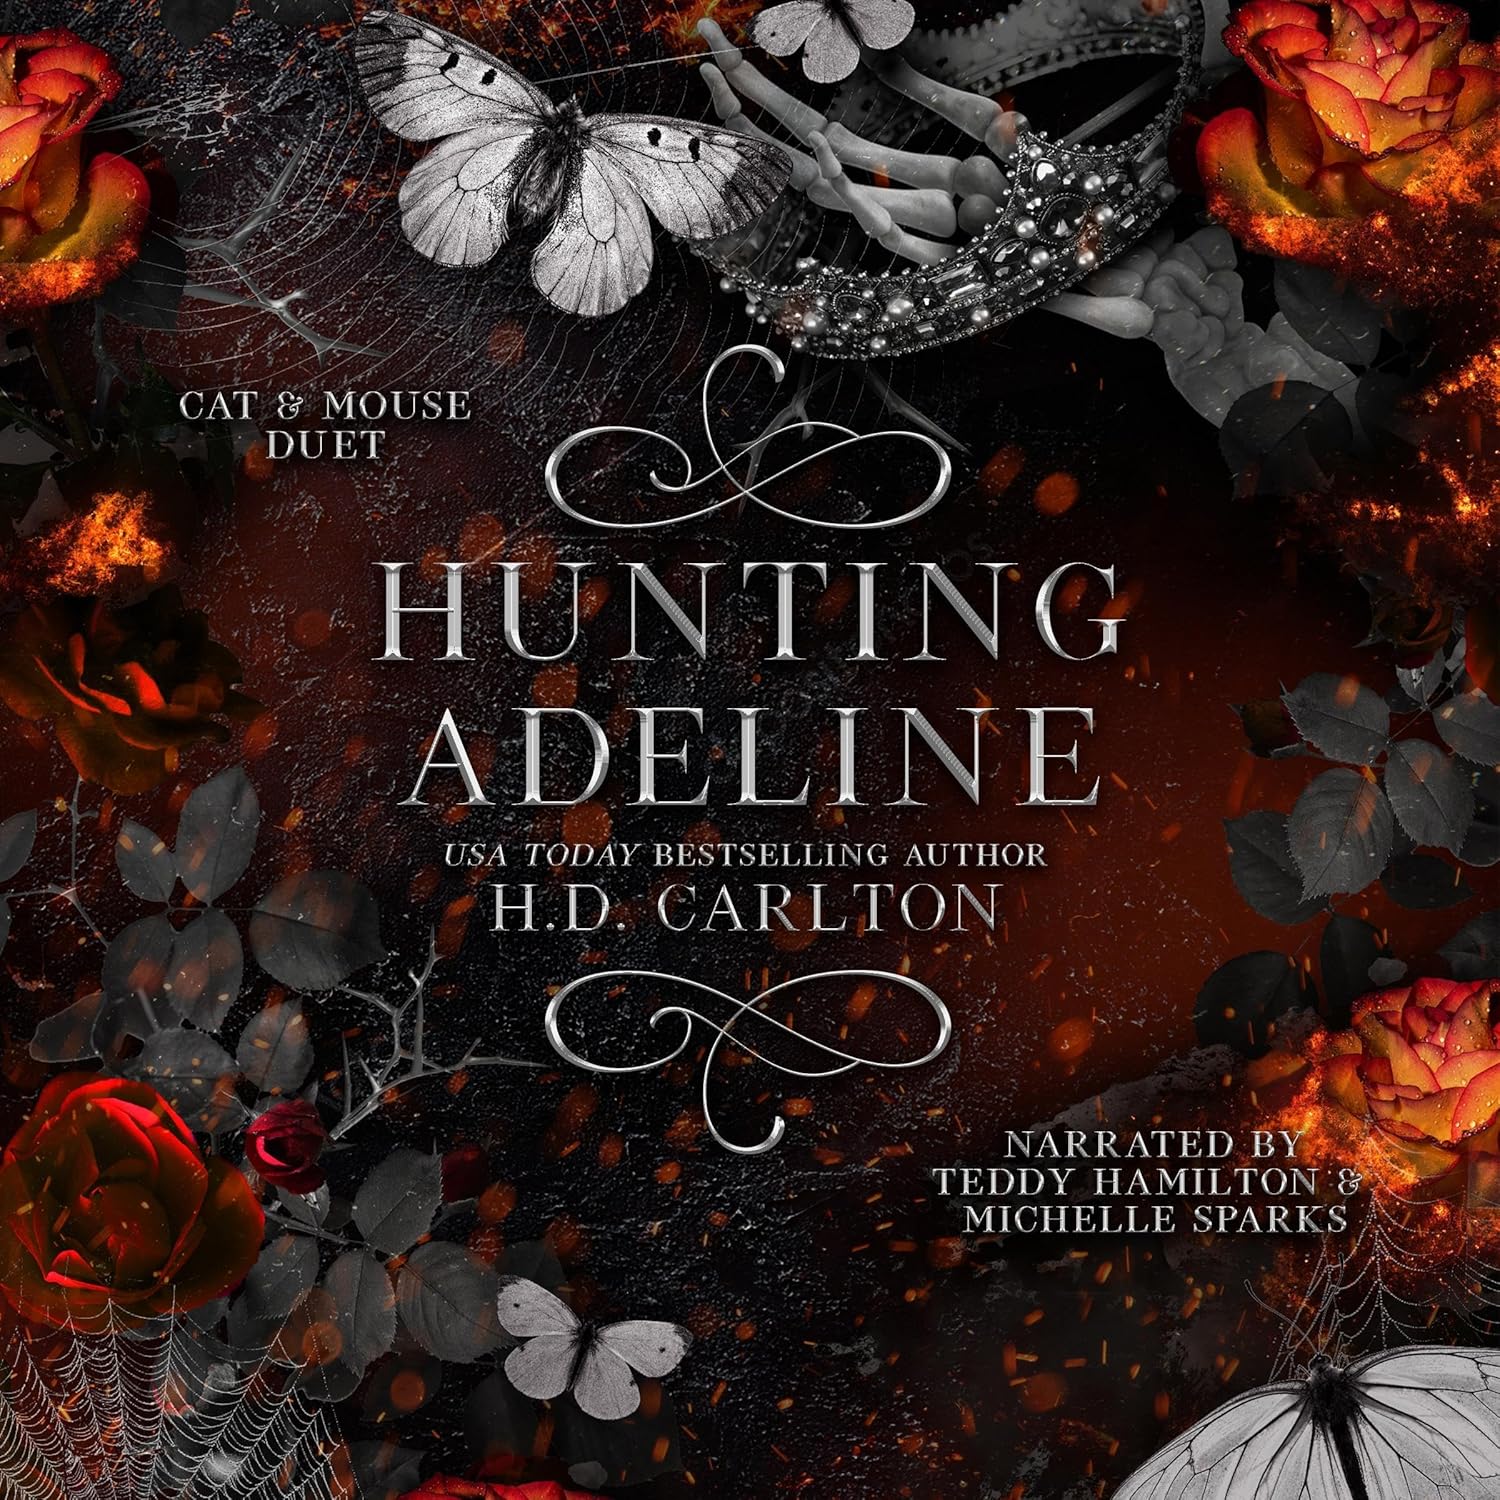 CAT & MOUSE
DUET
HUNTING
ADELINE
USA TODAY BESTSELLING AUTHOR
H.D. CARLTON
NARRATED BY
TEDDY HAMILTON &
MICHELLE SPARKS